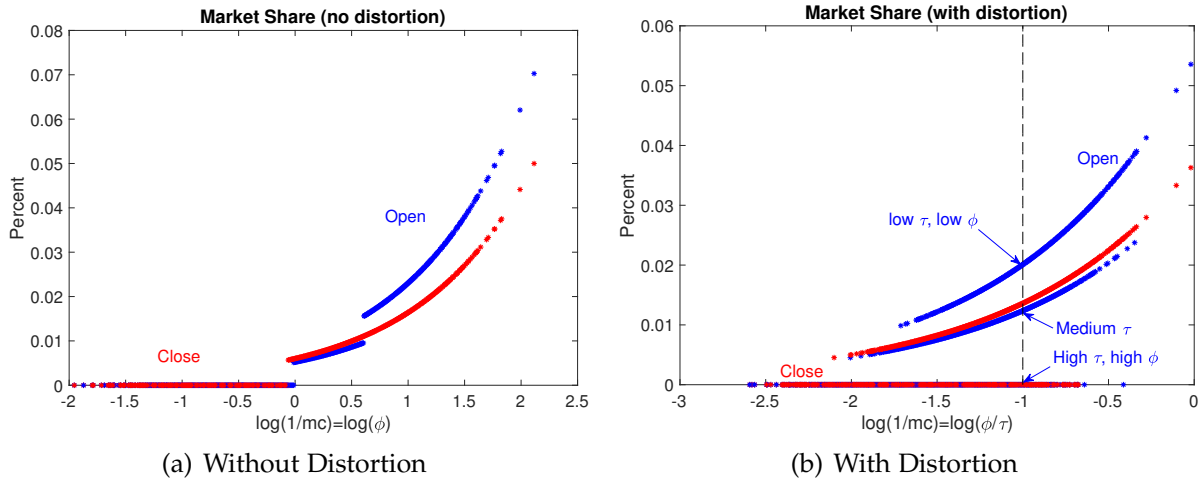 Market Share (no distortion)
0.08
0.07
0.06
0.05
0.04
0.03
0.02
0.01
0
Percent
Open
Close
-2
-1.5
-1
-0.5
0
0.5
1
1.5
2
2.5
log(1/mc)=log(ϕ)
(a) Without Distortion
Market Share (with distortion)
0.06
0.05
0.04
0.03
0.02
0.01
0
Percent
Open
low τ, low ϕ
Medium τ
High τ, high ϕ
Close
-3
-2.5
-2
-1.5
-1
-0.5
0
log(1/mc)=log(ϕ/τ)
(b) With Distortion